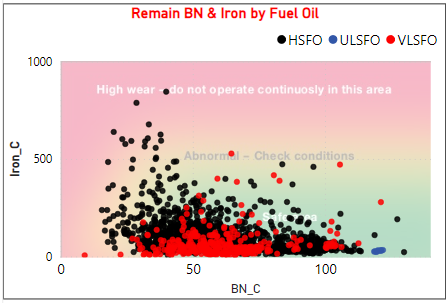 Remain BN & Iron by Fuel Oil
HSFO ULSFO VLSFO
1000
High wear - do not operate continuosly in this area
Iron_C
500
Abnormal - Check conditions
0
0 50 100
BN_C